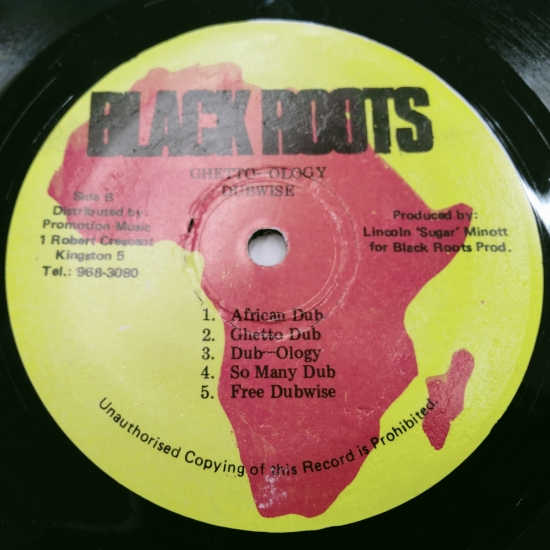 BLACK ROOTS
GHETTO-OLOGY
DUBWISE
Side B
Distributed by:
Promotion Music
1 Robert Crescent
Kingston 5
Tel.: 968-3080
Produced by:
Lincoln 'Sugar' Minott
for Black Roots Prod.
1. African Dub
2. Ghetto Dub
3. Dub-Ology
4. So Many Dub
5. Free Dubwise
Unauthorised Copying of this Record is Prohibited.